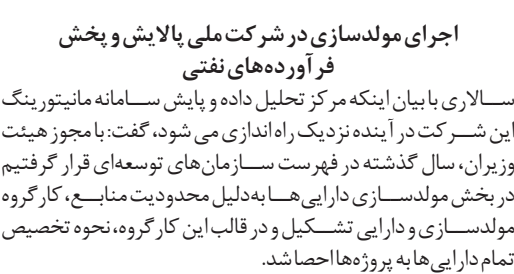 اجرای مولدسازی در شرکت ملی پالایش و پخش
فرآورده‌های نفتی
سالاری با بیان اینکه مرکز تحلیل داده و پایش سامانه مانیتورینگ
این شرکت در آینده نزدیک راه اندازی می شود، گفت: با مجوز هیئت
وزیران، سال گذشته در فهرست سازمان‌های توسعه‌ای قرار گرفتیم
در بخش مولدسازی دارایی‌ها به‌دلیل محدودیت منابع، کارگروه
مولدسازی و دارایی تشکیل و در قالب این کارگروه، نحوه تخصیص
تمام دارایی‌ها به پروژه‌ها احصا شد.